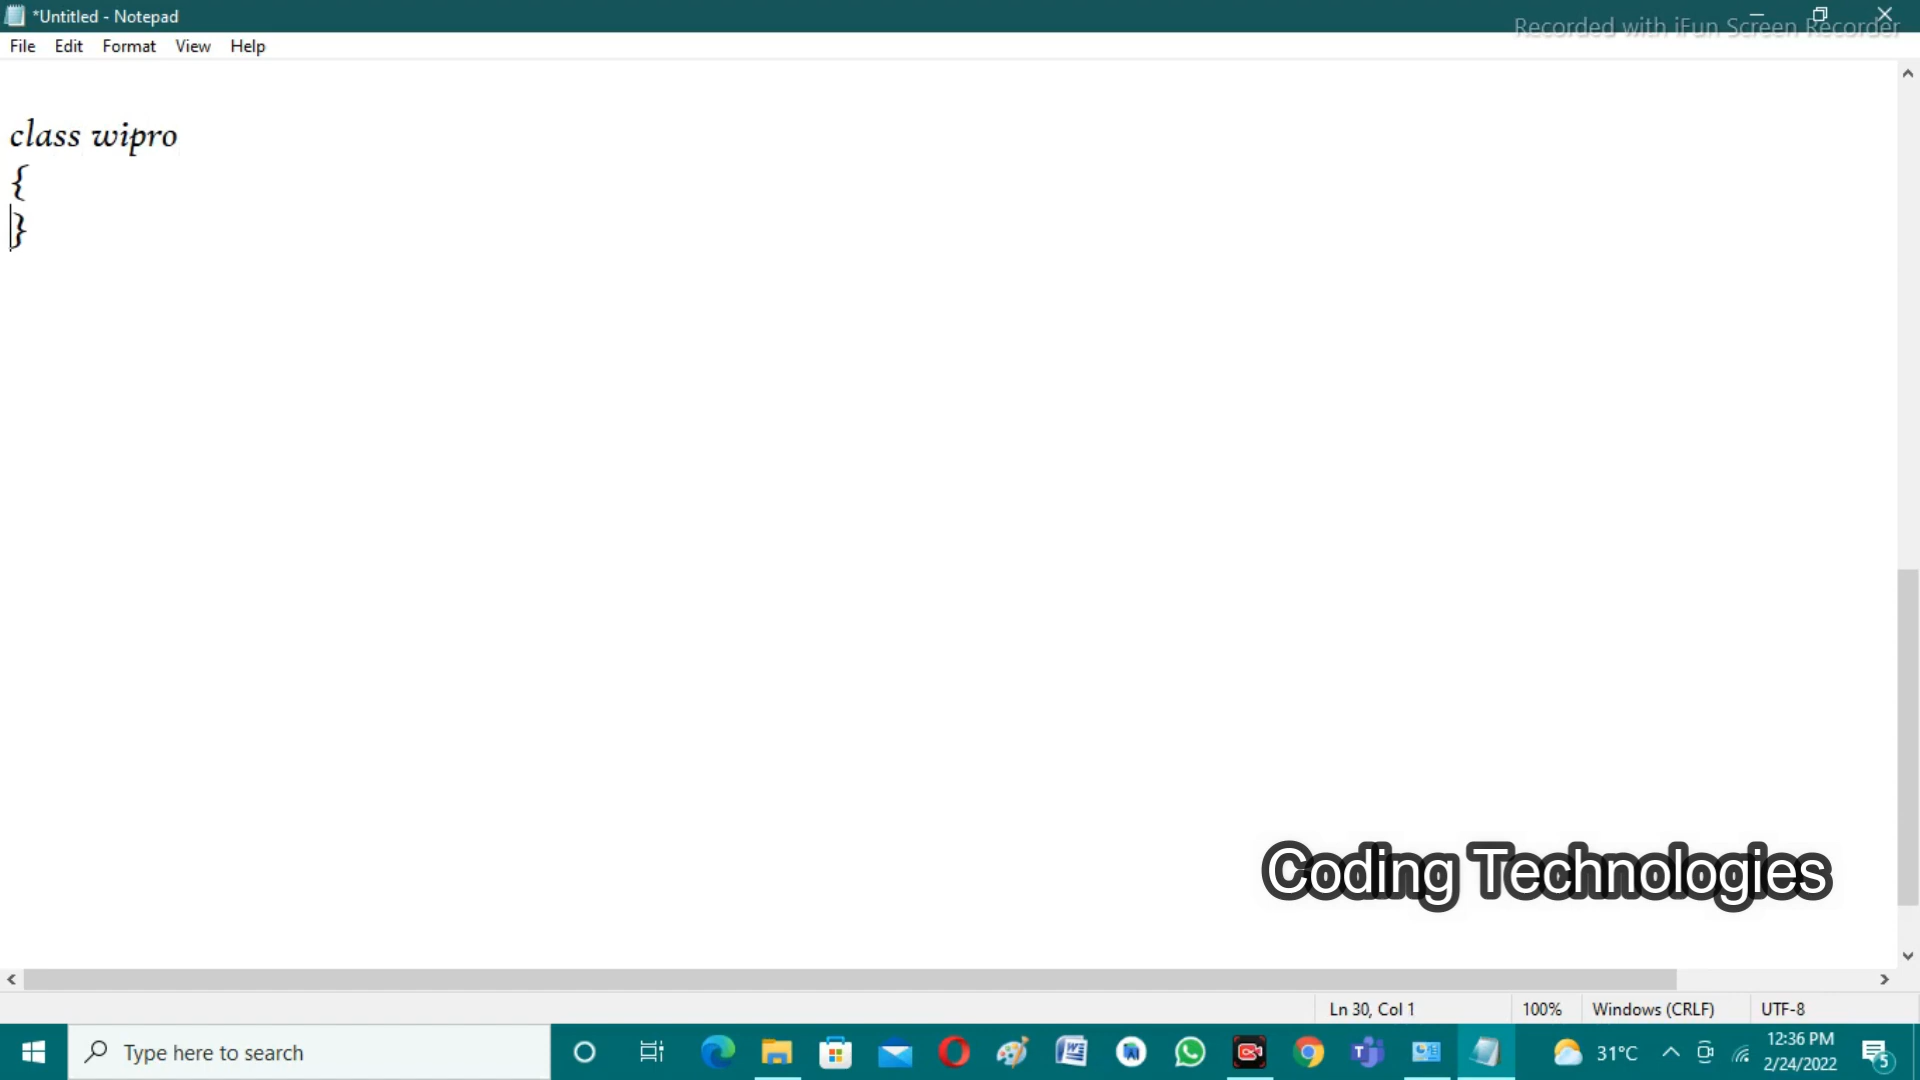 *Untitled - Notepad
Recorded with iFun Screen Recorder
File Edit Format View Help
class wipro
{
}
Coding Technologies
Ln 30, Col 1 100% Windows (CRLF) UTF-8
Type here to search 31°C 12:36 PM
2/24/2022 5